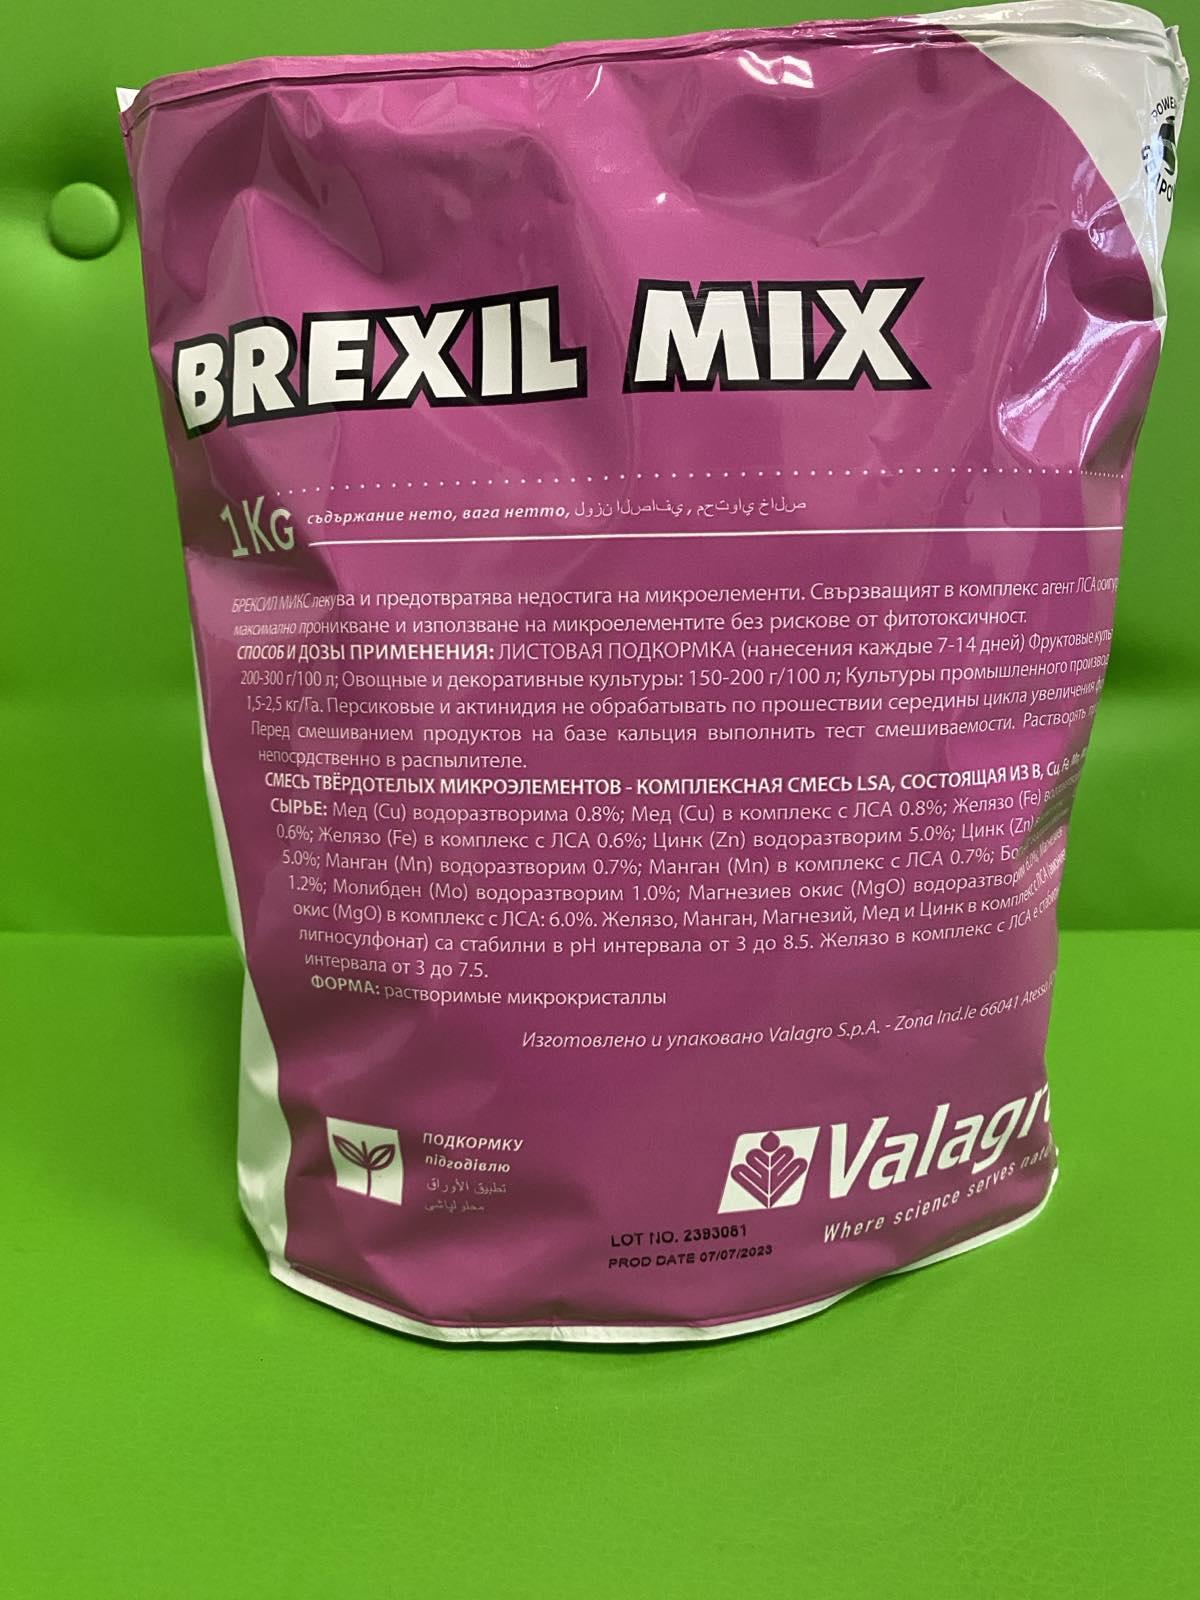 BREXIL MIX
1KG съдържание нето, вага нетто,
БРЕКСИЛ МИКС лекува и предотвратява недостига на микроелементи. Свързващият в комплекс агент ЛСА
максимално проникване и използване на микроелементите без рискове от фитотоксичност.
СПОСОБ И ДОЗЫ ПРИМЕНЕНИЯ: ЛИСТОВАЯ ПОДКОРМКА (нанесения каждые 7-14 дней) Фруктовые
200-300 г/100 л; Овощные и декоративные культуры: 150-200 г/100 л; Культуры промышленного
1,5-2,5 кг/Га. Персиковые и актинидия не обрабатывать по прошествии середины цикла увеличения
Перед смешиванием продуктов на базе кальция выполнить тест смешиваемости. Растворять
непосрдственно в распылителе.
СМЕСЬ ТВЁРДОТЕЛЫХ МИКРОЭЛЕМЕНТОВ - КОМПЛЕКСНАЯ СМЕСЬ LSA, СОСТОЯЩАЯ ИЗ B, Cu, Fe,
СЫРЬЕ: Мед (Cu) водоразтворима 0.8%; Мед (Cu) в комплекс с ЛСА 0.8%; Желязо (Fe)
0.6%; Желязо (Fe) в комплекс с ЛСА 0.6%; Цинк (Zn) водоразтворим 5.0%; Цинк (Zn)
5.0%; Манган (Mn) водоразтворим 0.7%; Манган (Mn) в комплекс с ЛСА 0.7%;
1.2%; Молибден (Mo) водоразтворим 1.0%; Магнезиев окис (MgO) водоразтворим 6.0%;
окис (MgO) в комплекс с ЛСА: 6.0%. Желязо, Манган, Магнезий, Мед и Цинк в комплекс с ЛСА
лигносулфонат) са стабилни в pH интервала от 3 до 8.5. Желязо в комплекс с ЛСА е
интервала от 3 до 7.5.
ФОРМА: растворимые микрокристаллы
Изготовлено и упаковано Valagro S.p.A. - Zona Ind.le 66041 Atessa
ПОДКОРМКУ
підгодівлю
تطبيق الأوراق
محلولپاشی
Valagro
Where science serves
LOT NO. 2393081
PROD DATE 07/07/2023